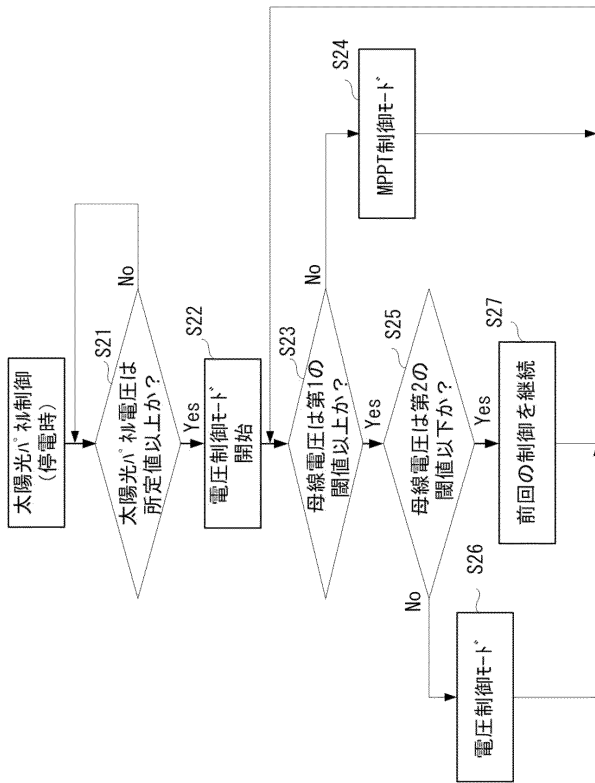 太陽光ﾊﾟﾈﾙ制御
(停電時)
S21
太陽光ﾊﾟﾈﾙ電圧は
所定値以上か?
No
Yes
S22
電圧制御ﾓｰﾄﾞ
開始
S23
母線電圧は第1の
閾値以上か?
No
Yes
S24
MPPT制御ﾓｰﾄﾞ
S25
母線電圧は第2の
閾値以下か?
No
Yes
S26
電圧制御ﾓｰﾄﾞ
S27
前回の制御を継続